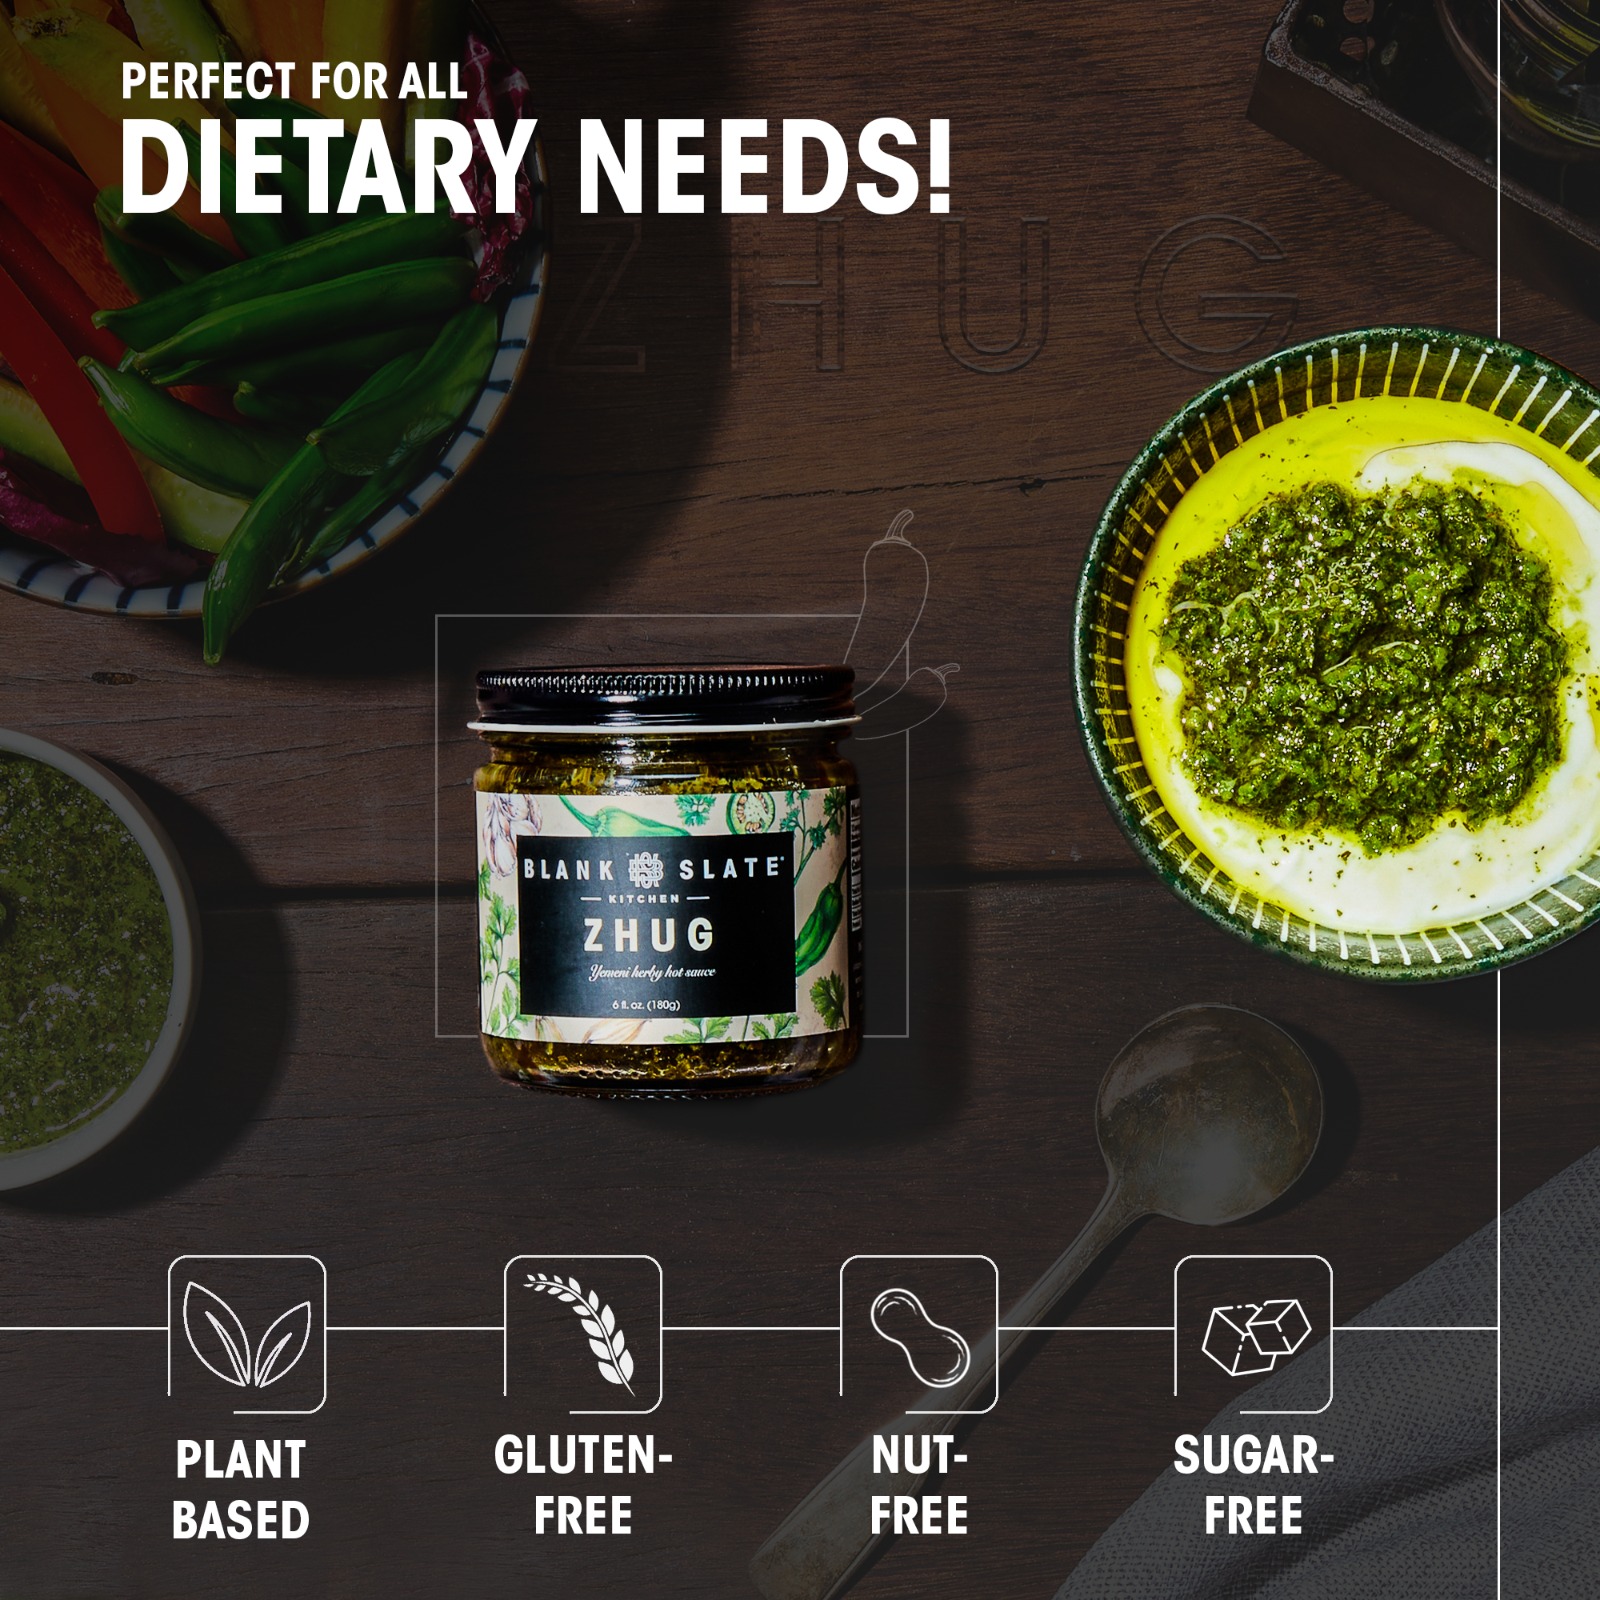 PERFECT FOR ALL
DIETARY NEEDS!
ZHUG
BLANK SLATE
KITCHEN
ZHUG
Yemeni herby hot sauce
6 fl. oz. (180g)
PLANT
BASED
GLUTEN-
FREE
NUT-
FREE
SUGAR-
FREE